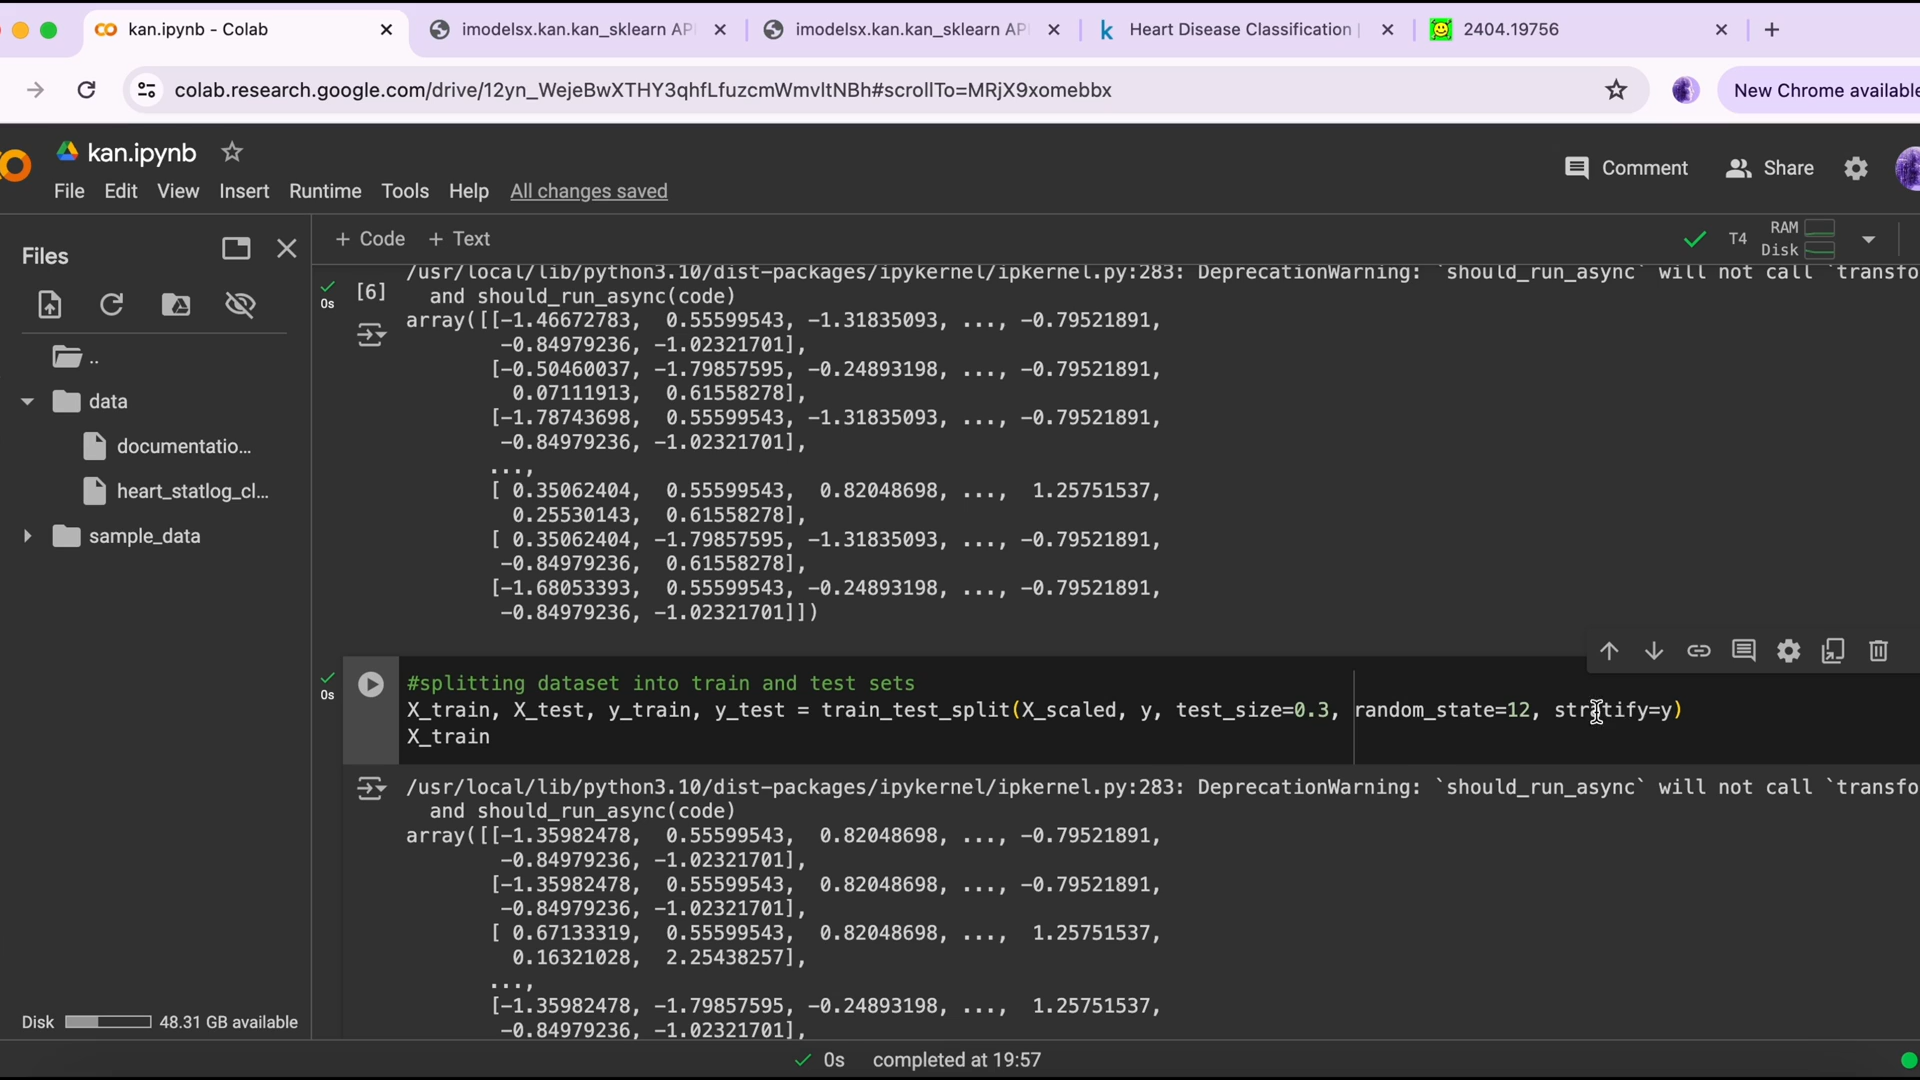 kan.ipynb - Colab
imodelsx.kan.kan_sklearn AP
imodelsx.kan.kan_sklearn AP
Heart Disease Classification |
2404.19756
colab.research.google.com/drive/12yn_WejeBwXTHY3qhfLfuzcmWmvltNBh#scrollTo=MRjX9xomebbx
New Chrome available
kan.ipynb
File Edit View Insert Runtime Tools Help All changes saved
Comment
Share
Files
+ Code + Text
T4
RAM
Disk
..
data
documentatio...
heart_statlog_cl...
sample_data
Disk 48.31 GB available
0s
[6]
/usr/local/lib/python3.10/dist-packages/ipykernel/ipkernel.py:283: DeprecationWarning: `should_run_async` will not call `transfo
and should_run_async(code)
array([[-1.46672783, 0.55599543, -1.31835093, ..., -0.79521891,
-0.84979236, -1.02321701],
[-0.50460037, -1.79857595, -0.24893198, ..., -0.79521891,
0.07111913, 0.61558278],
[-1.78743698, 0.55599543, -1.31835093, ..., -0.79521891,
-0.84979236, -1.02321701],
...,
[ 0.35062404, 0.55599543, 0.82048698, ..., 1.25751537,
0.25530143, 0.61558278],
[ 0.35062404, -1.79857595, -1.31835093, ..., -0.79521891,
-0.84979236, 0.61558278],
[-1.68053393, 0.55599543, -0.24893198, ..., -0.79521891,
-0.84979236, -1.02321701]])
0s
#splitting dataset into train and test sets
X_train, X_test, y_train, y_test = train_test_split(X_scaled, y, test_size=0.3, random_state=12, stratify=y)
X_train
/usr/local/lib/python3.10/dist-packages/ipykernel/ipkernel.py:283: DeprecationWarning: `should_run_async` will not call `transfo
and should_run_async(code)
array([[-1.35982478, 0.55599543, 0.82048698, ..., -0.79521891,
-0.84979236, -1.02321701],
[-1.35982478, 0.55599543, 0.82048698, ..., -0.79521891,
-0.84979236, -1.02321701],
[ 0.67133319, 0.55599543, 0.82048698, ..., 1.25751537,
0.16321028, 2.25438257],
...,
[-1.35982478, -1.79857595, -0.24893198, ..., 1.25751537,
-0.84979236, -1.02321701],
0s completed at 19:57